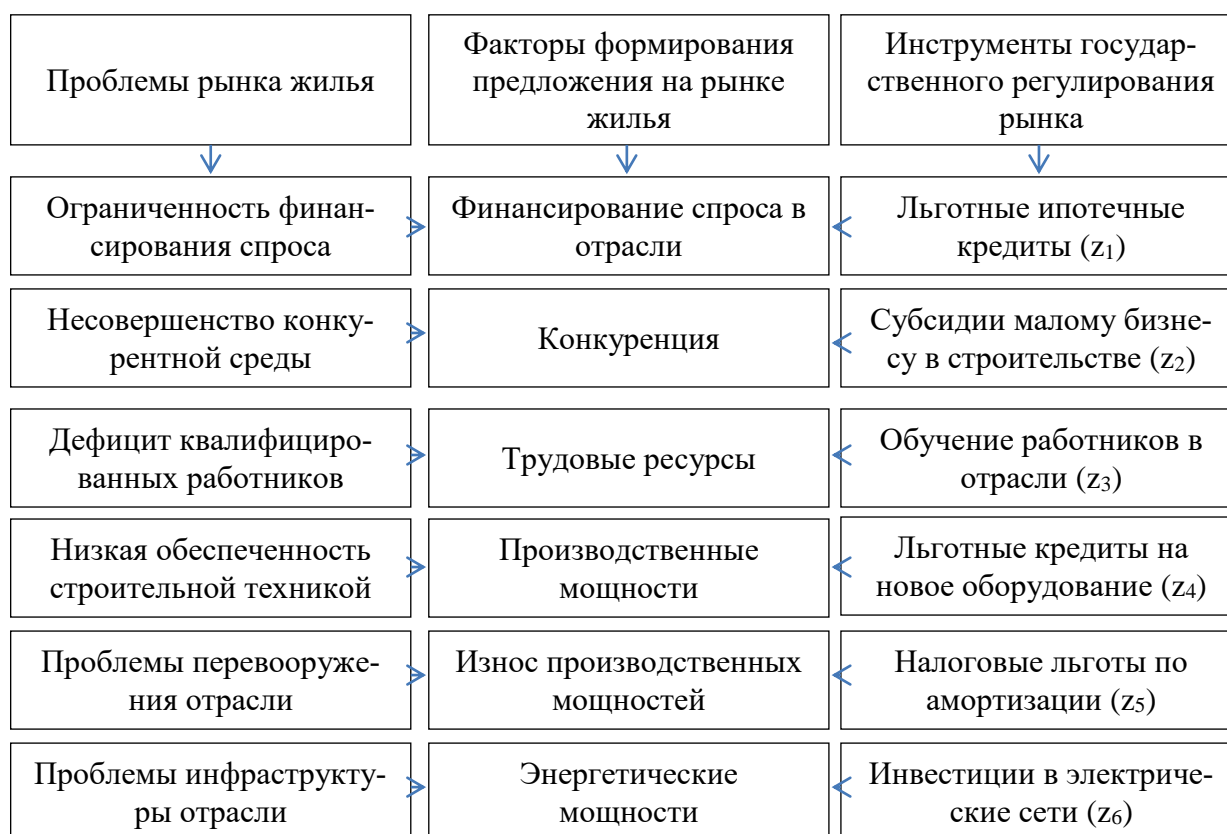 Проблемы рынка жилья
Факторы формирования
предложения на рынке
жилья
Инструменты государ-
ственного регулирования
рынка
Ограниченность финан-
сирования спроса
Финансирование спроса в
отрасли
Льготные ипотечные
кредиты (z₁)
Несовершенство конку-
рентной среды
Конкуренция
Субсидии малому бизне-
су в строительстве (z₂)
Дефицит квалифициро-
ванных работников
Трудовые ресурсы
Обучение работников в
отрасли (z₃)
Низкая обеспеченность
строительной техникой
Производственные
мощности
Льготные кредиты на
новое оборудование (z₄)
Проблемы перевооруже-
ния отрасли
Износ производственных
мощностей
Налоговые льготы по
амортизации (z₅)
Проблемы инфраструкту-
ры отрасли
Энергетические
мощности
Инвестиции в электриче-
ские сети (z₆)